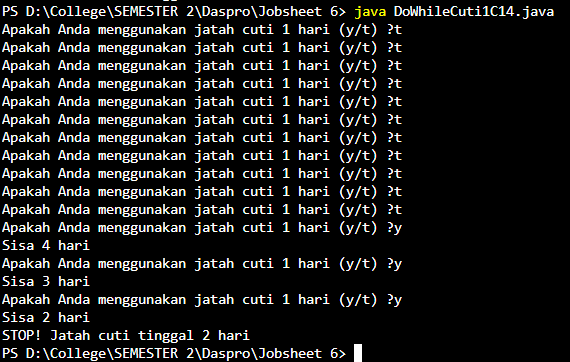 PS D:\College\SEMESTER 2\Daspro\Jobsheet 6> java DoWhileCuti1C14.java
Apakah Anda menggunakan jatah cuti 1 hari (y/t) ?t
Apakah Anda menggunakan jatah cuti 1 hari (y/t) ?t
Apakah Anda menggunakan jatah cuti 1 hari (y/t) ?t
Apakah Anda menggunakan jatah cuti 1 hari (y/t) ?t
Apakah Anda menggunakan jatah cuti 1 hari (y/t) ?t
Apakah Anda menggunakan jatah cuti 1 hari (y/t) ?t
Apakah Anda menggunakan jatah cuti 1 hari (y/t) ?t
Apakah Anda menggunakan jatah cuti 1 hari (y/t) ?t
Apakah Anda menggunakan jatah cuti 1 hari (y/t) ?t
Apakah Anda menggunakan jatah cuti 1 hari (y/t) ?t
Apakah Anda menggunakan jatah cuti 1 hari (y/t) ?t
Apakah Anda menggunakan jatah cuti 1 hari (y/t) ?y
Sisa 4 hari
Apakah Anda menggunakan jatah cuti 1 hari (y/t) ?y
Sisa 3 hari
Apakah Anda menggunakan jatah cuti 1 hari (y/t) ?y
Sisa 2 hari
STOP! Jatah cuti tinggal 2 hari
PS D:\College\SEMESTER 2\Daspro\Jobsheet 6>